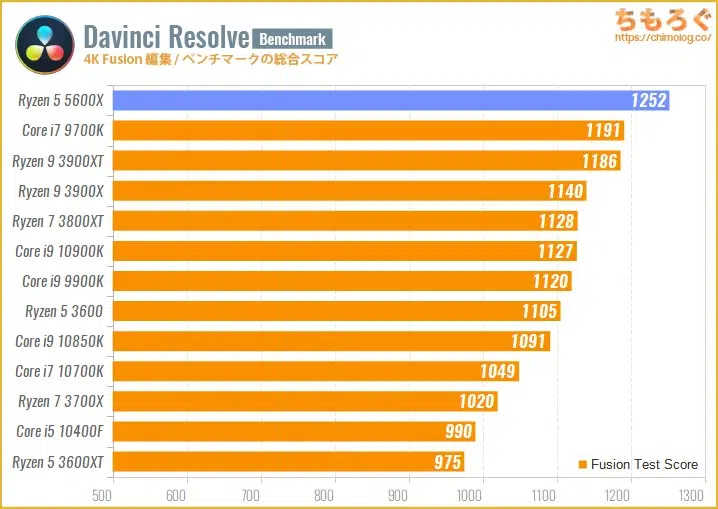 Davinci Resolve Benchmark
4K Fusion 編集 / ベンチマークの総合スコア
ちもろぐ
https://chimolog.co/
Ryzen 5 5600X 1252
Core i7 9700K 1191
Ryzen 9 3900XT 1186
Ryzen 9 3900X 1140
Ryzen 7 3800XT 1128
Core i9 10900K 1127
Core i9 9900K 1120
Ryzen 5 3600 1105
Core i9 10850K 1091
Core i7 10700K 1049
Ryzen 7 3700X 1020
Core i5 10400F 990
Ryzen 5 3600XT 975
Fusion Test Score
500 600 700 800 900 1000 1100 1200 1300